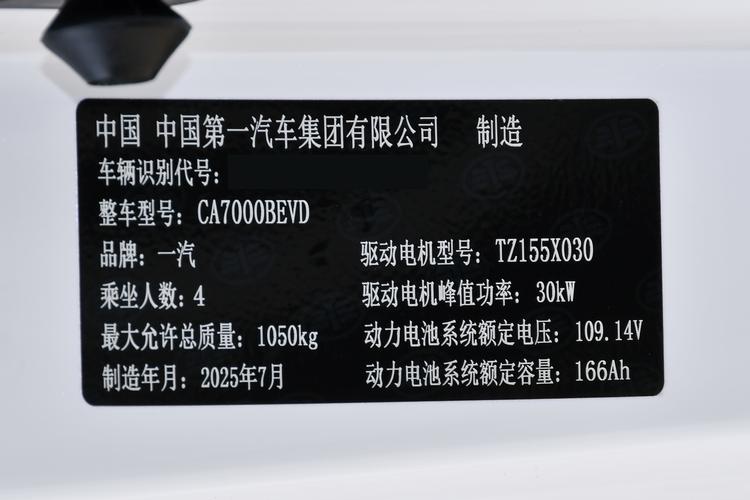 中国 中国第一汽车集团有限公司 制造
车辆识别代号:
整车型号: CA7000BEVD
品牌: 一汽 驱动电机型号: TZ155X030
乘坐人数: 4 驱动电机峰值功率: 30kW
最大允许总质量: 1050kg 动力电池系统额定电压: 109.14V
制造年月: 2025年7月 动力电池系统额定容量: 166Ah